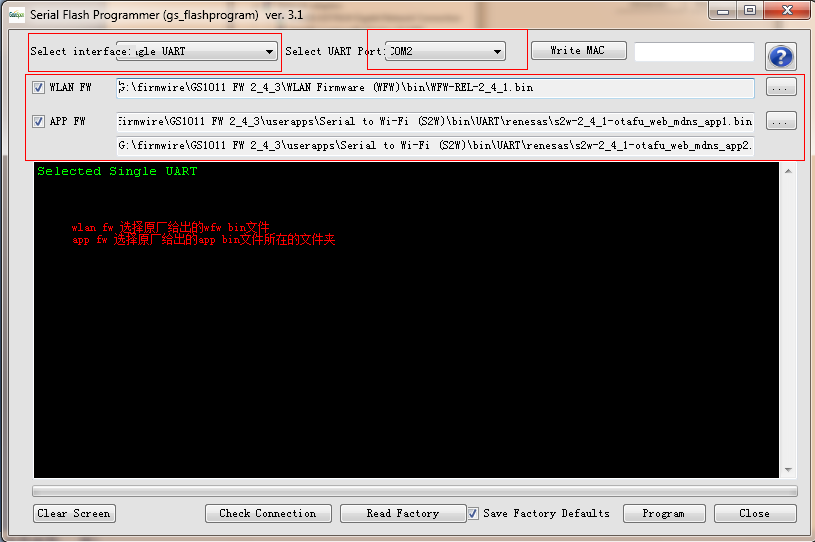 Serial Flash Programmer (gs_flashprogram) ver. 3.1
Select interface: ngle UART Select UART Port: COM2 Write MAC
WLAN FW G:\firmwire\GS1011 FW 2_4_3\WLAN Firmware (WFW)\bin\WFW-REL-2_4_1.bin ...
APP FW firmwire\GS1011 FW 2_4_3\userapps\Serial to Wi-Fi (S2W)\bin\UART\renesas\s2w-2_4_1-otafu_web_mdns_app1.bin ...
G:\firmwire\GS1011 FW 2_4_3\userapps\Serial to Wi-Fi (S2W)\bin\UART\renesas\s2w-2_4_1-otafu_web_mdns_app2.
Selected Single UART
wlan fw 选择原厂给出的wfw bin文件
app fw 选择原厂给出的app bin文件所在的文件夹
Clear Screen Check Connection Read Factory Save Factory Defaults Program Close